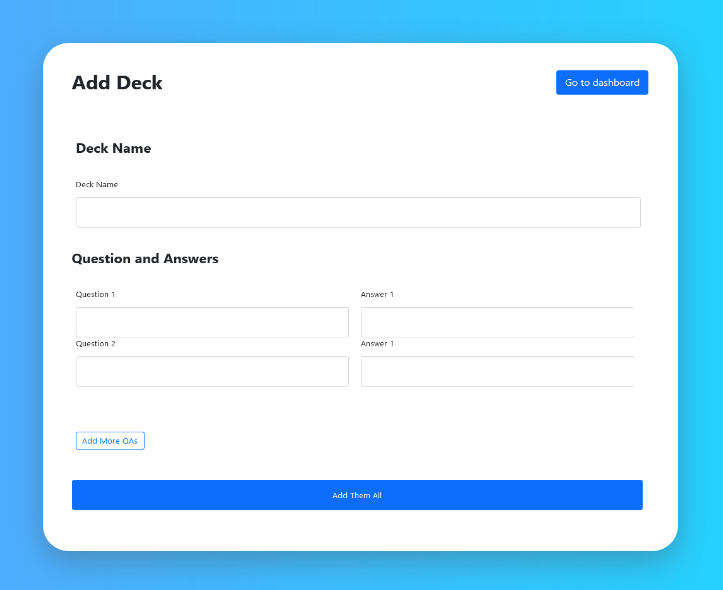 Add Deck
Go to dashboard
Deck Name
Deck Name
Question and Answers
Question 1
Answer 1
Question 2
Answer 1
Add More QAs
Add Them All